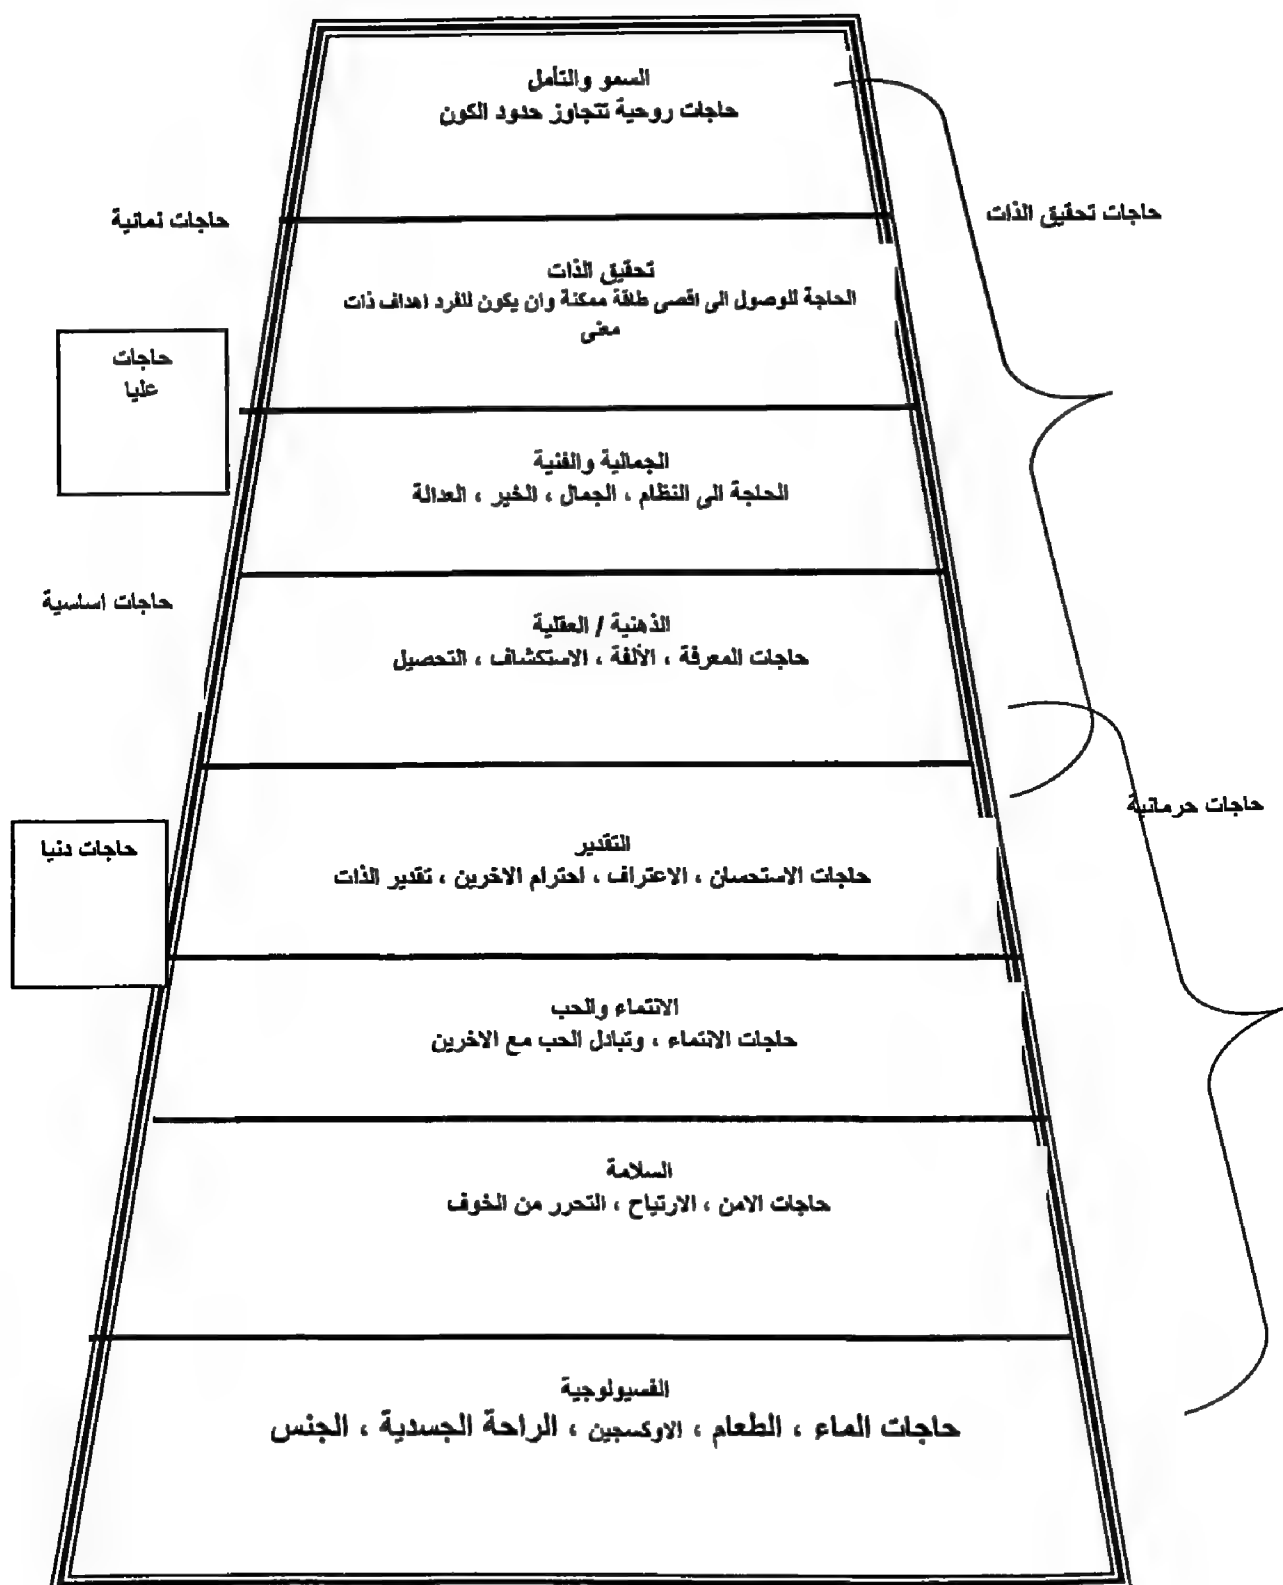 السمو والتأمل
حاجات روحية تتجاوز حدود الكون
حاجات نمائية
حاجات تحقيق الذات
تحقيق الذات
الحاجة للوصول الى اقصى طاقة ممكنة وان يكون للفرد اهداف ذات
معنى
حاجات
عليا
الجمالية والفنية
الحاجة الى النظام ، الجمال ، الخير ، العدالة
حاجات اساسية
الذهنية / العقلية
حاجات المعرفة ، الألفة ، الاستكشاف ، التحصيل
حاجات حرمانية
حاجات دنيا
التقدير
حاجات الاستحسان ، الاعتراف ، احترام الاخرين ، تقدير الذات
الانتماء والحب
حاجات الانتماء ، وتبادل الحب مع الاخرين
السلامة
حاجات الامن ، الارتياح ، التحرر من الخوف
الفسيولوجية
حاجات الماء ، الطعام ، الاوكسجين ، الراحة الجسدية ، الجنس